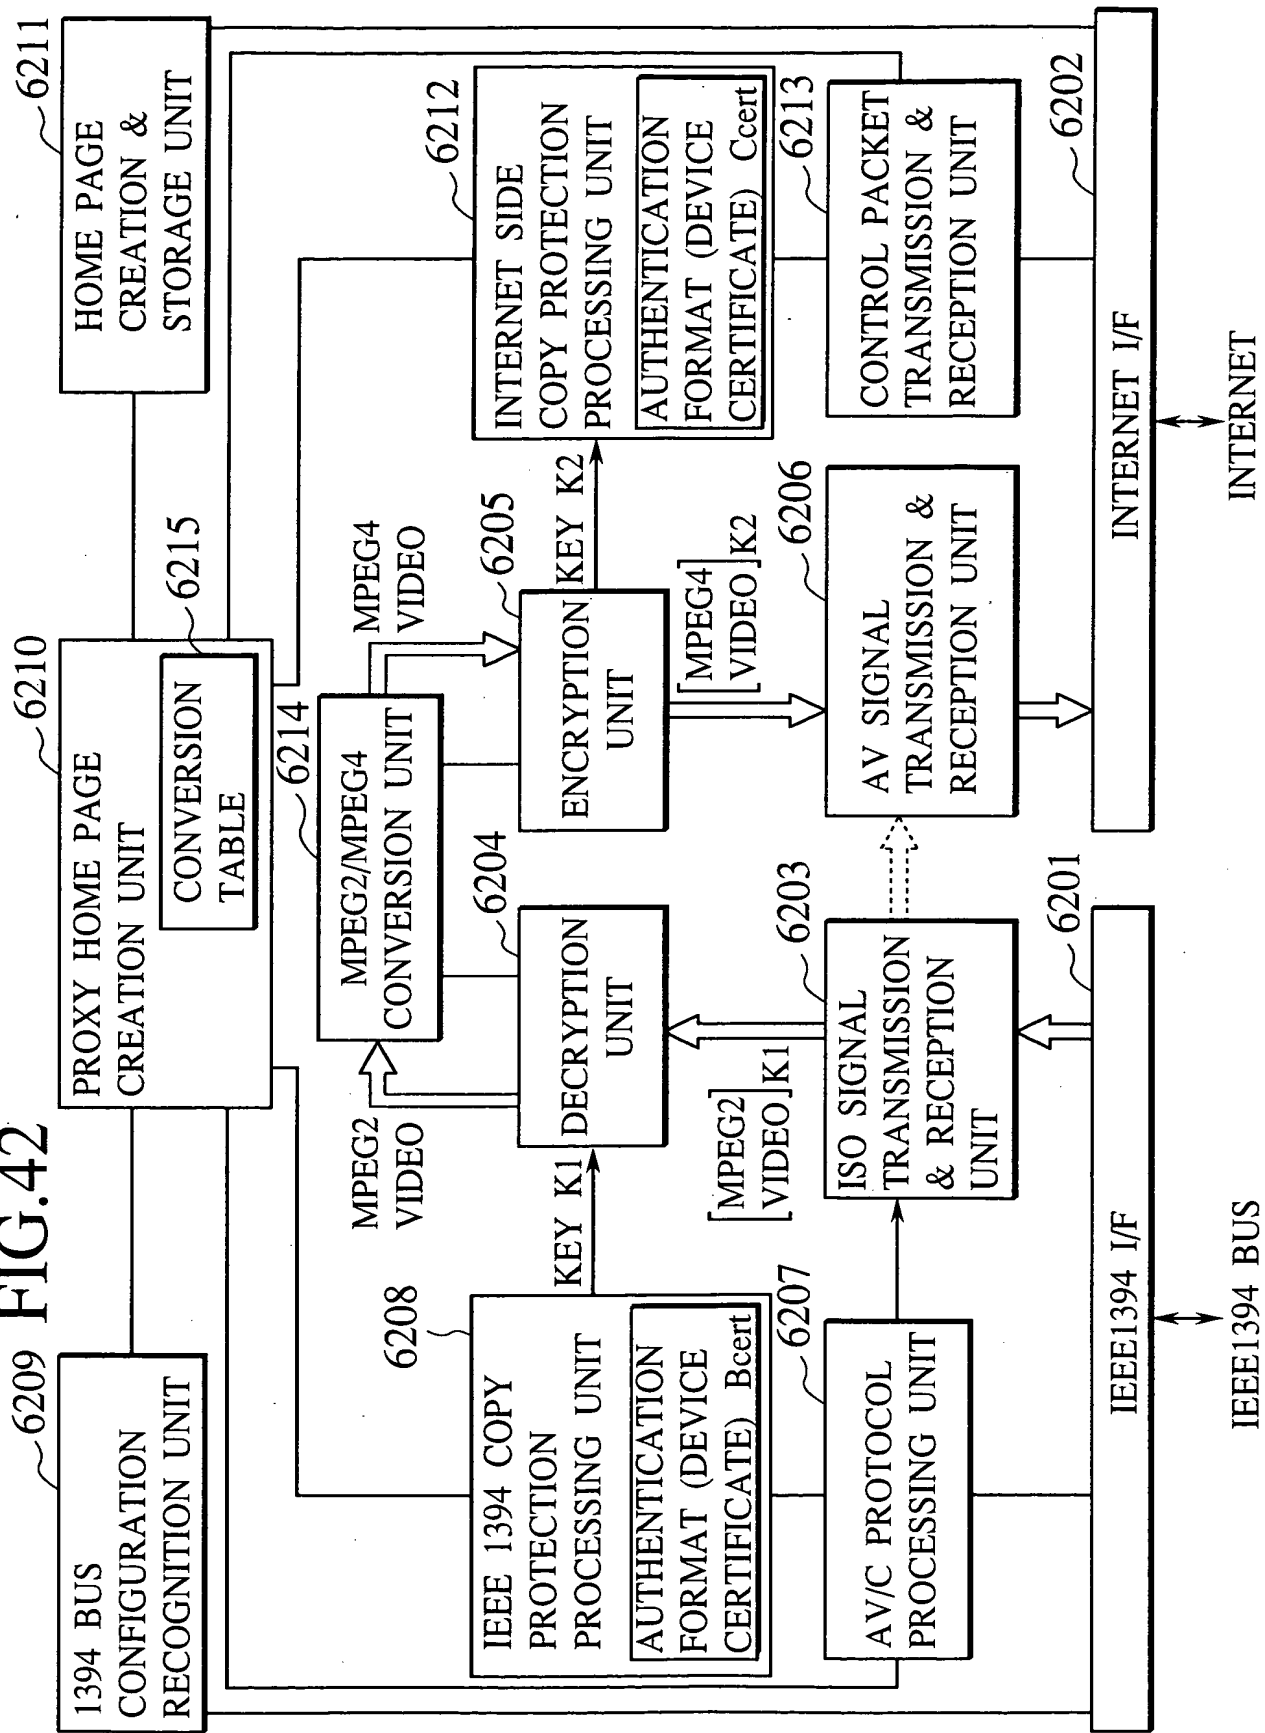 FIG.42
6209
1394 BUS
CONFIGURATION
RECOGNITION UNIT
6210
PROXY HOME PAGE
CREATION UNIT
6215
CONVERSION
TABLE
6211
HOME PAGE
CREATION &
STORAGE UNIT
6214
MPEG2/MPEG4
CONVERSION UNIT
MPEG2
VIDEO
MPEG4
VIDEO
6208
IEEE 1394 COPY
PROTECTION
PROCESSING UNIT
AUTHENTICATION
FORMAT (DEVICE
CERTIFICATE) Bcert
KEY K1
6204
DECRYPTION
UNIT
6205
ENCRYPTION
UNIT
KEY K2
6212
INTERNET SIDE
COPY PROTECTION
PROCESSING UNIT
AUTHENTICATION
FORMAT (DEVICE
CERTIFICATE) Ccert
[MPEG2
VIDEO]K1
[MPEG4
VIDEO]K2
6207
AV/C PROTOCOL
PROCESSING UNIT
6203
ISO SIGNAL
TRANSMISSION
& RECEPTION
UNIT
6206
AV SIGNAL
TRANSMISSION &
RECEPTION UNIT
6213
CONTROL PACKET
TRANSMISSION &
RECEPTION UNIT
6201
IEEE1394 I/F
6202
INTERNET I/F
IEEE1394 BUS
INTERNET